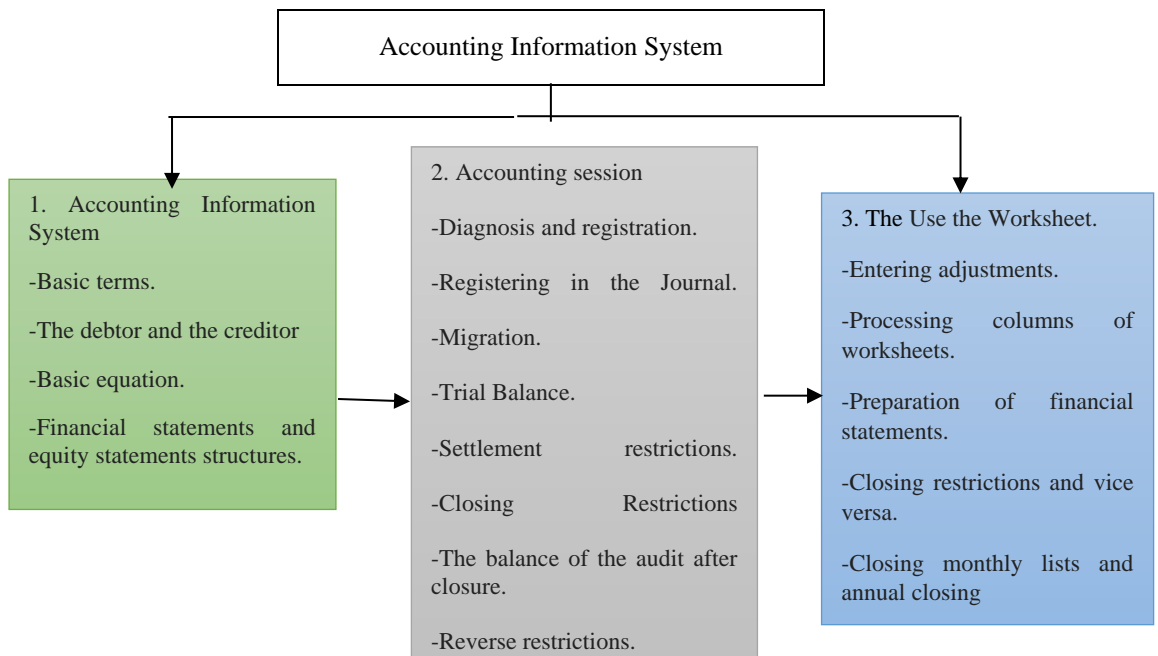 Accounting Information System
1. Accounting Information
System
-Basic terms.
-The debtor and the creditor
-Basic equation.
-Financial statements and
equity statements structures.
2. Accounting session
-Diagnosis and registration.
-Registering in the Journal.
-Migration.
-Trial Balance.
-Settlement restrictions.
-Closing Restrictions
-The balance of the audit after
closure.
-Reverse restrictions.
3. The Use the Worksheet.
-Entering adjustments.
-Processing columns of
worksheets.
-Preparation of financial
statements.
-Closing restrictions and vice
versa.
-Closing monthly lists and
annual closing